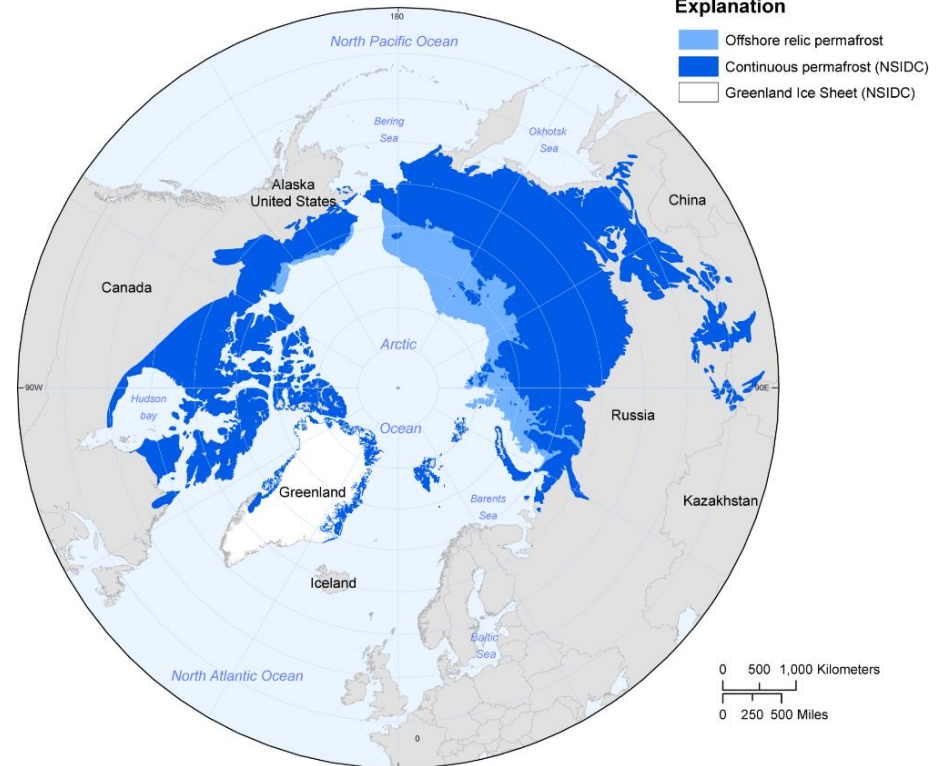 Explanation
Offshore relic permafrost
Continuous permafrost (NSIDC)
Greenland Ice Sheet (NSIDC)
180
North Pacific Ocean
Bering
Sea
Okhotsk
Sea
Alaska
United States
China
Canada
Arctic
Ocean
90W
90E
Hudson
bay
Russia
Greenland
Barents
Sea
Kazakhstan
Iceland
Baltic
Sea
North Atlantic Ocean
0
0 500 1,000 Kilometers
0 250 500 Miles